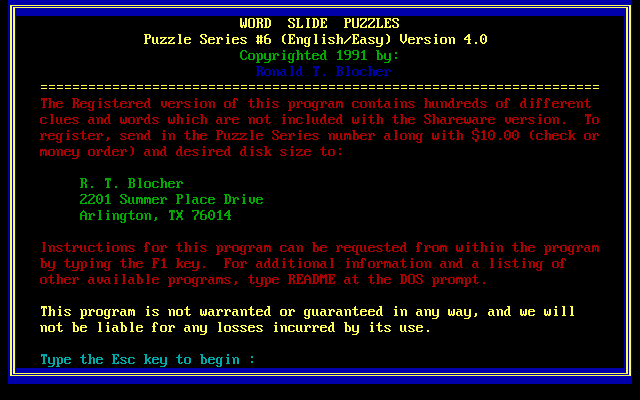 WORD SLIDE PUZZLES
Puzzle Series #6 (English/Easy) Version 4.0
Copyrighted 1991 by:
Ronald T. Blocher
======================================================================
The Registered version of this program contains hundreds of different
clues and words which are not included with the Shareware version. To
register, send in the Puzzle Series number along with $10.00 (check or
money order) and desired disk size to:
R. T. Blocher
2201 Summer Place Drive
Arlington, TX 76014
Instructions for this program can be requested from within the program
by typing the F1 key. For additional information and a listing of
other available programs, type README at the DOS prompt.
This program is not warranted or guaranteed in any way, and we will
not be liable for any losses incurred by its use.
Type the Esc key to begin :